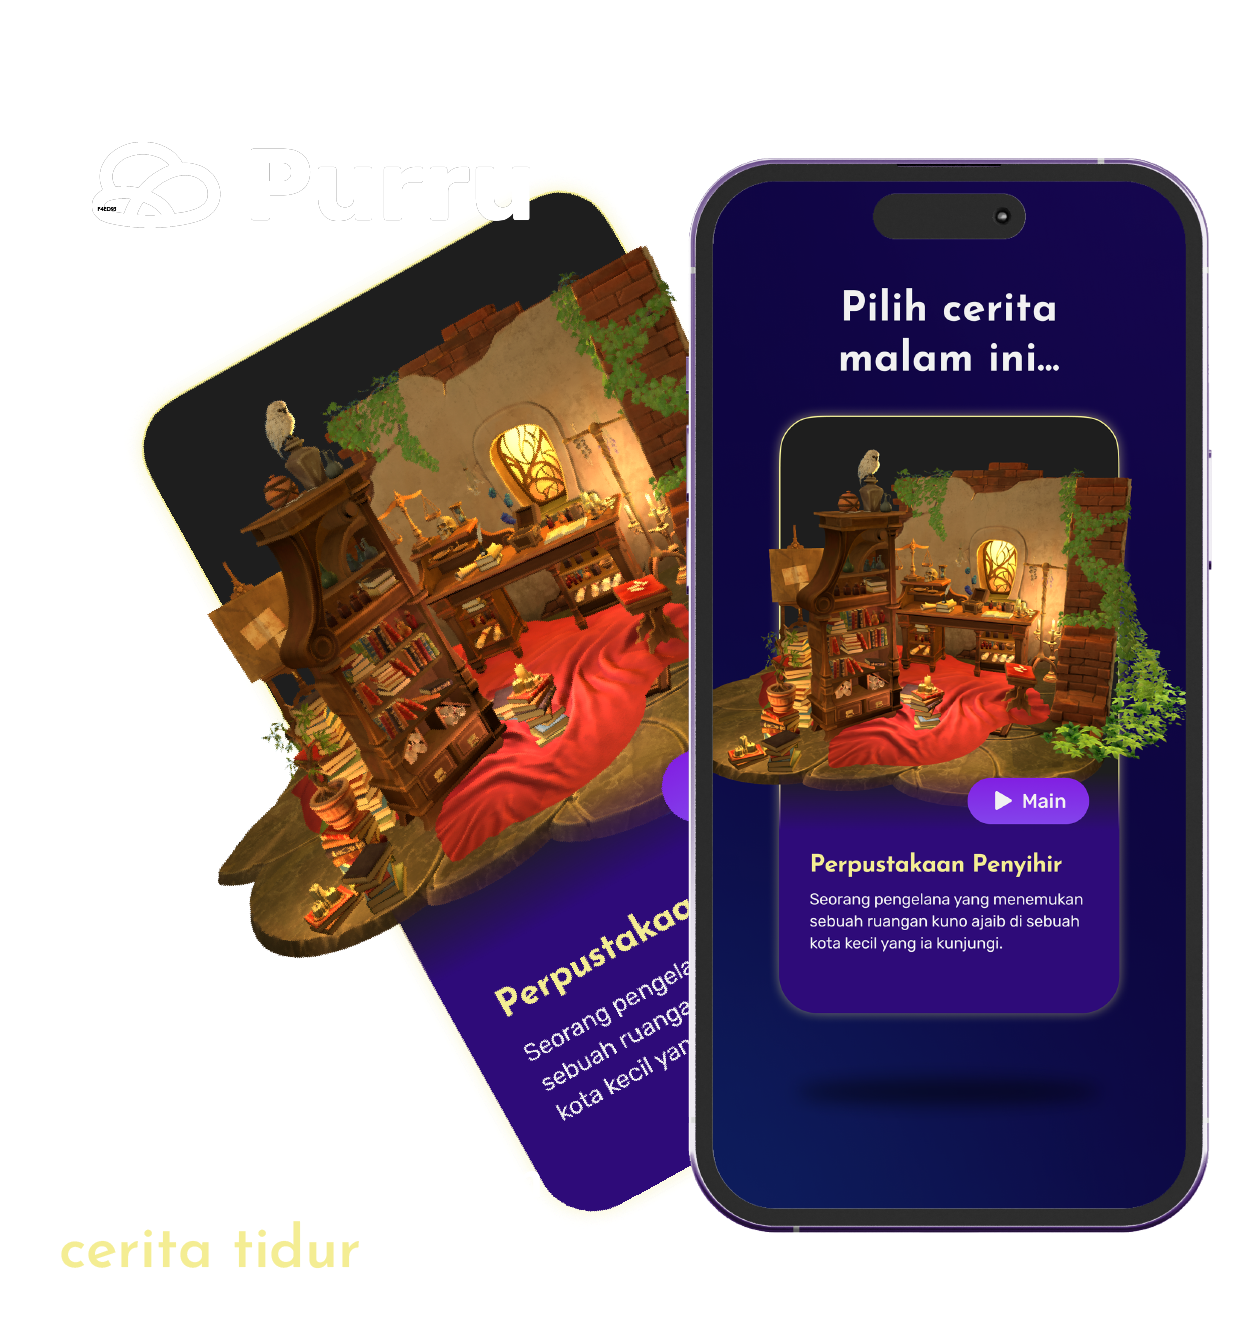 Purru
Pilih cerita
malam ini...
Main
Perpustakaan Penyihir
Seorang pengelana yang menemukan
sebuah ruangan kuno ajaib di sebuah
kota kecil yang ia kunjungi.
Perpustakaa
Seorang pengela
sebuah ruanga
kota kecil yan
cerita tidur